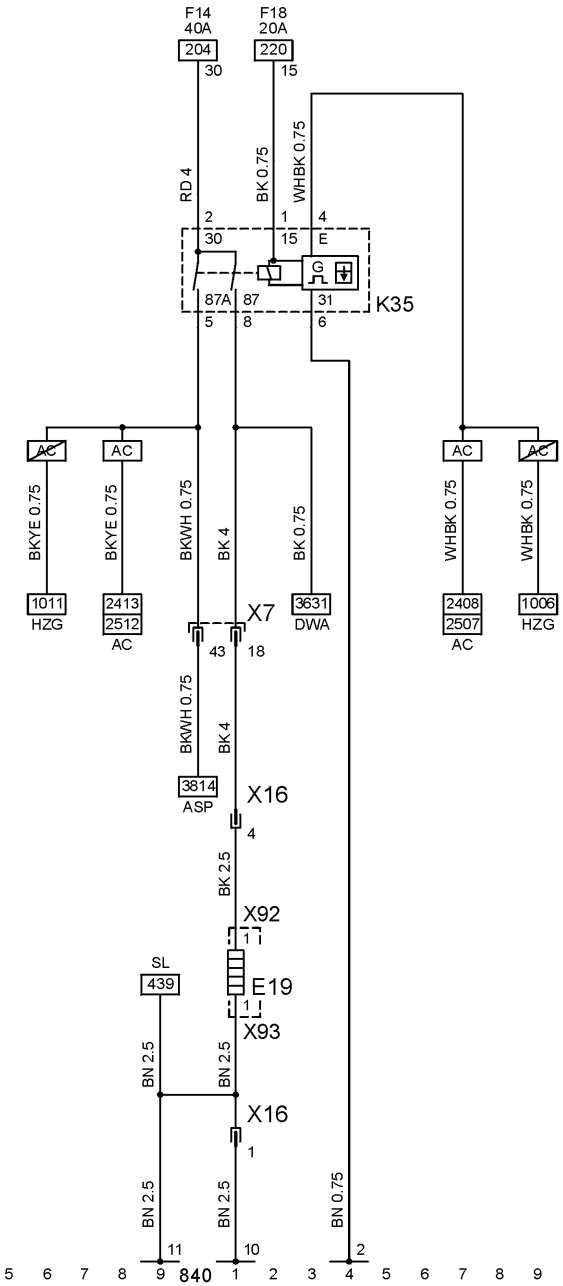 F14 F18
40A 20A
204 220
30 15
RD 4 BK 0.75 WHBK 0.75
2 1 4
30 15 E
G
87A 87 31
K35
5 8 6
AC AC AC AC
BKYE 0.75 BKYE 0.75 BKWH 0.75 BK 4 BK 0.75 WHBK 0.75 WHBK 0.75
1011 2413 3631 2408 1006
HZG 2512 DWA 2507 HZG
AC AC
X7
43 18
BKWH 0.75 BK 4
3814
ASP
X16
4
BK 2.5
X92
1
SL
439
E19
1
X93
BN 2.5 BN 2.5
X16
1
BN 2.5 BN 2.5 BN 0.75
11 10 2
5 6 7 8 9 840 1 2 3 4 5 6 7 8 9